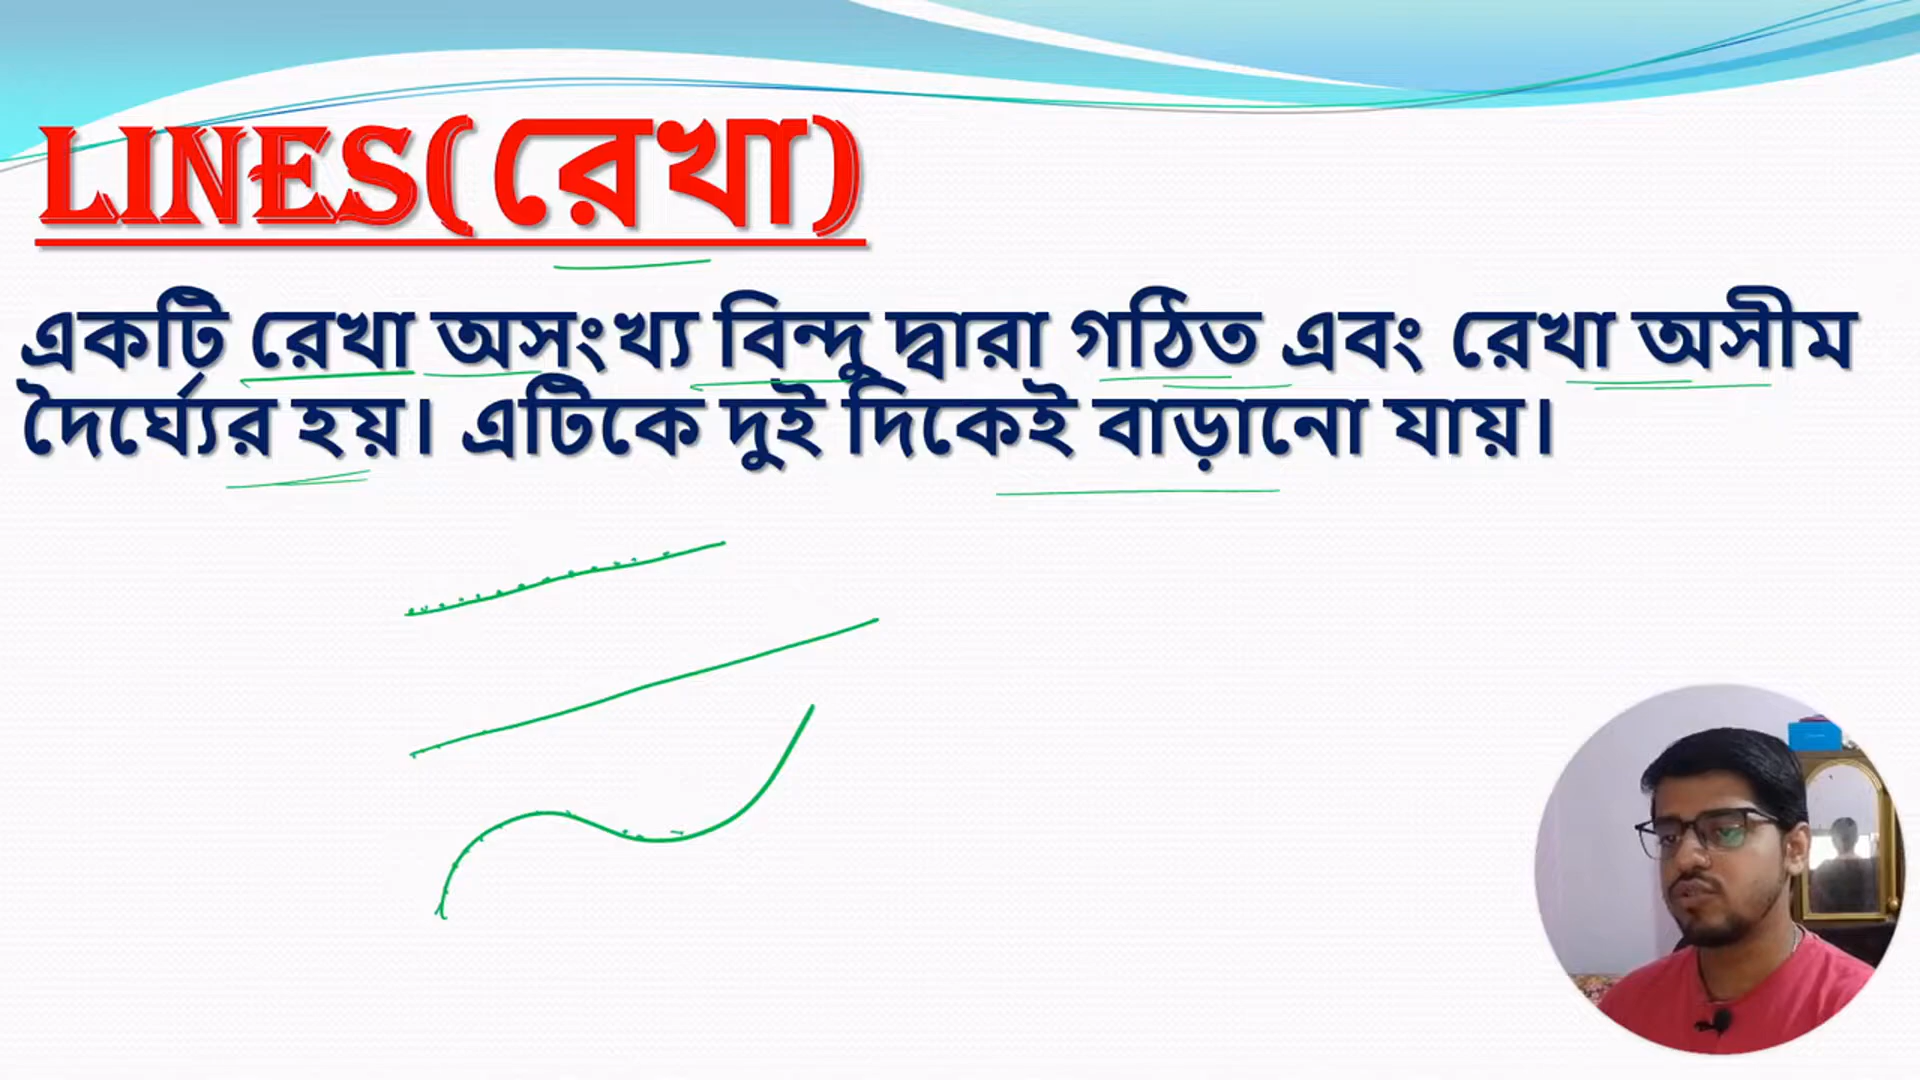 LINES(রেখা)
একটি রেখা অসংখ্য বিন্দু দ্বারা গঠিত এবং রেখা অসীম
দৈর্ঘ্যের হয়। এটিকে দুই দিকেই বাড়ানো যায়।